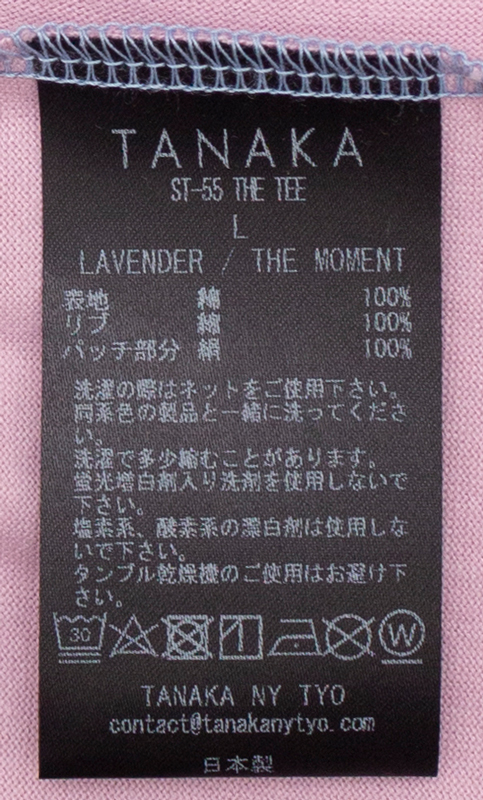 TANAKA
ST-55 THE TEE
L
LAVENDER / THE MOMENT
表地 綿 100%
リブ 綿 100%
パッチ部分 絹 100%
洗濯の際はネットをご使用下さい。
同系色の製品と一緒に洗ってくださ
い。
洗濯で多少縮むことがあります。
蛍光増白剤入り洗剤を使用しないで
下さい。
塩素系、酸素系の漂白剤は使用しな
いで下さい。
タンブル乾燥機のご使用はお避け下
さい。
30 W
TANAKA NY TYO
contact@tanakanytyo.com
日本製